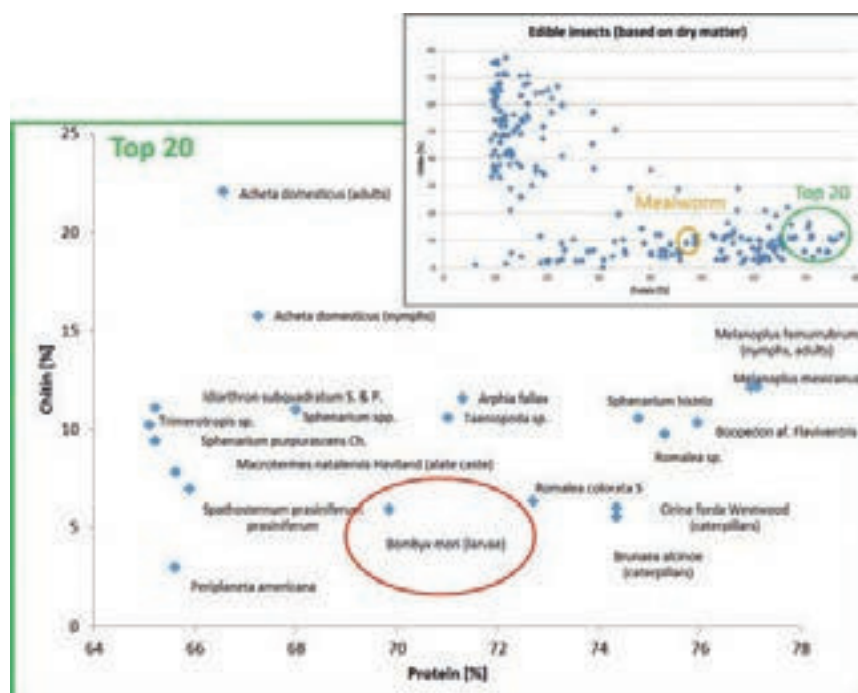 Edible insects (based on dry matter)
Top 20
Mealworm
Top 20
Protein [%]
25
20
15
10
5
0
Chitin [%]
Acheta domesticus (adults)
Acheta domesticus (nymphs)
Melanoplus femurrubrum
(nymphs, adults)
Melanoplus mexicanus
Idiarthron subquadratum S. & P.
Arphia fallax
Sphenarium histrio
Trimerotropis sp.
Sphenarium spp.
Taeniopoda sp.
Boopedon af. Flaviventris
Sphenarium purpurascens Ch.
Romalea sp.
Macrotermes natalensis Haviland (alate caste)
Romalea colorata S
Spathosternum prasiniferum
prasiniferum
Cirina forda Westwood
(caterpillars)
Bombyx mori (larvae)
Brunaea alcinoe
(caterpillars)
Periplaneta americana
64
66
68
70
72
74
76
78
Protein [%]